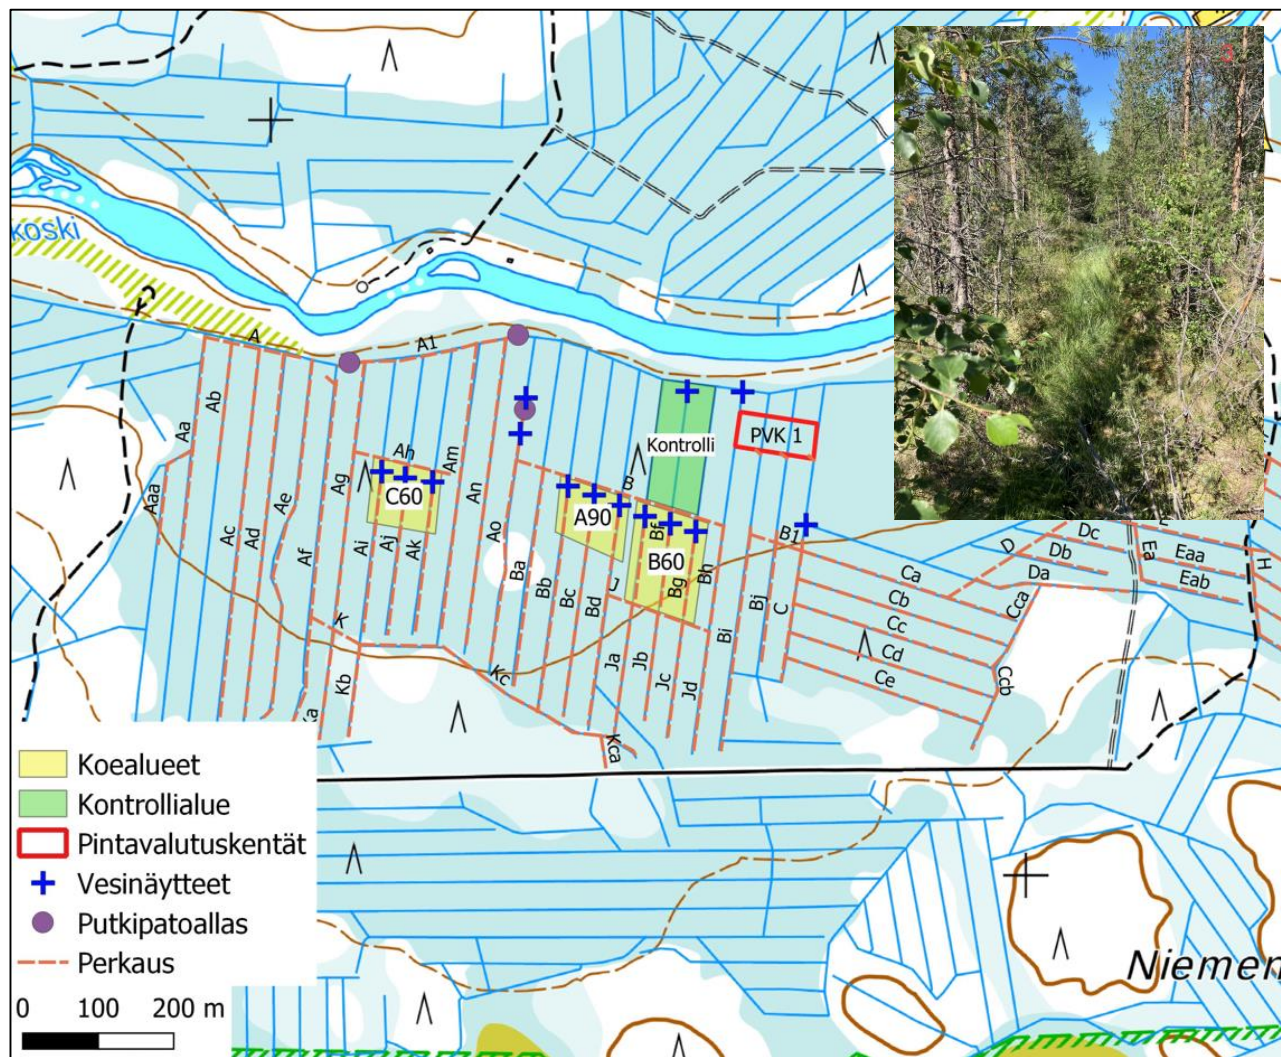 3
koski
A
A1
Ab
Aa
Aaa
Ac
Ad
Ae
Af
Ag
Ah
Ai
Aj
Ak
Am
An
Ao
C60
Kontrolli
PVK 1
A90
B
B60
Bf
Bg
Bh
B1
Ba
Bb
Bc
Bd
J
Bi
Bj
C
Ca
Cb
Cc
Cd
Ce
D
Dc
Db
Da
Cca
Ccb
E
Ea
Eaa
Eab
H
K
Ka
Kb
Kc
Kca
Ja
Jb
Jc
Jd
Koealueet
Kontrollialue
Pintavalutuskentät
Vesinäytteet
Putkipatoallas
Perkaus
0 100 200 m
Niemen